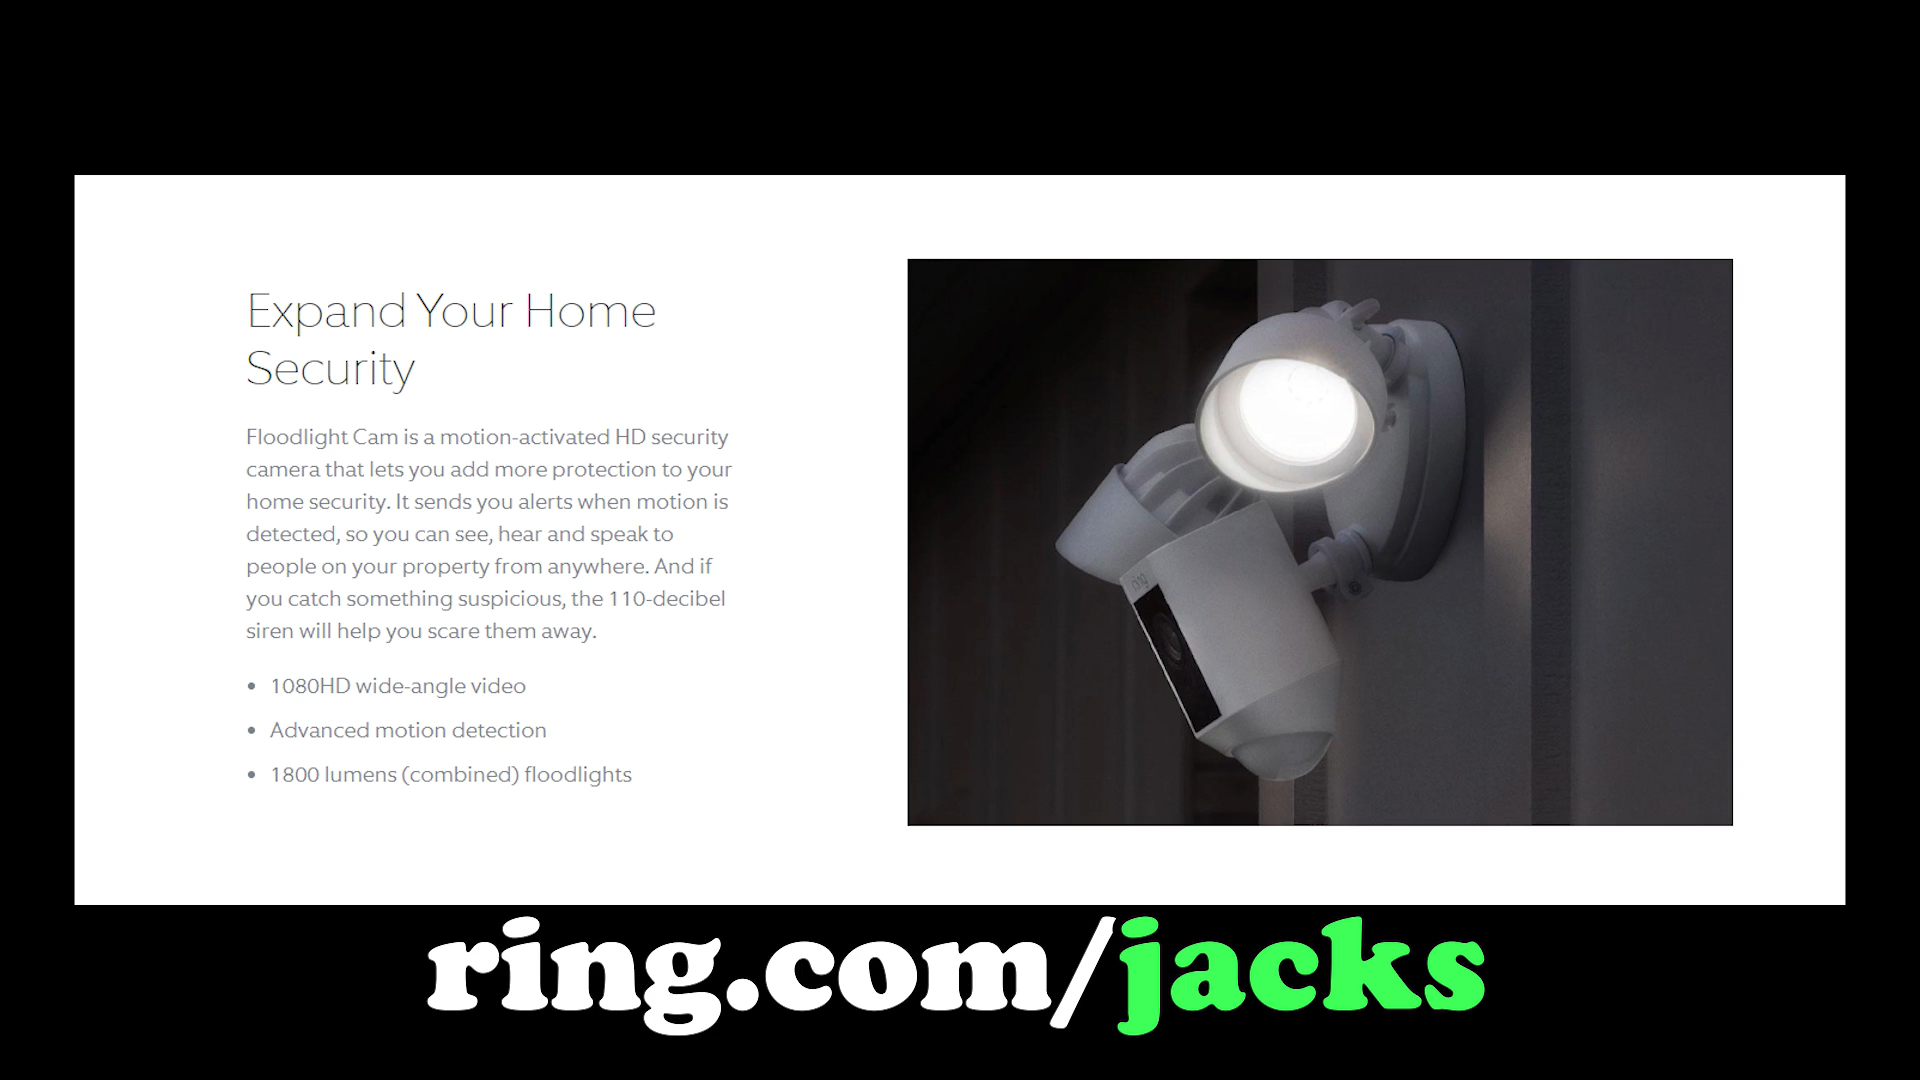 Expand Your Home
Security
Floodlight Cam is a motion-activated HD security
camera that lets you add more protection to your
home security. It sends you alerts when motion is
detected, so you can see, hear and speak to
people on your property from anywhere. And if
you catch something suspicious, the 110-decibel
siren will help you scare them away.
• 1080HD wide-angle video
• Advanced motion detection
• 1800 lumens (combined) floodlights
ring
ring.com/jacks